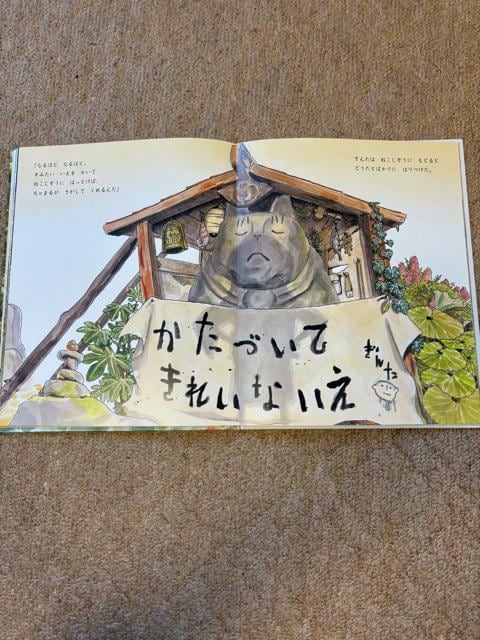 「なるほど なるほど。
すみたい いえを かいて
ねこじぞうに はっとけば、
ちゃまるが さがして くれるんだ」
ぎんたは ねこじぞうに もどると、
どうだとばかりに はりつけた。
かたづいて
きれいないえ
ぎんた